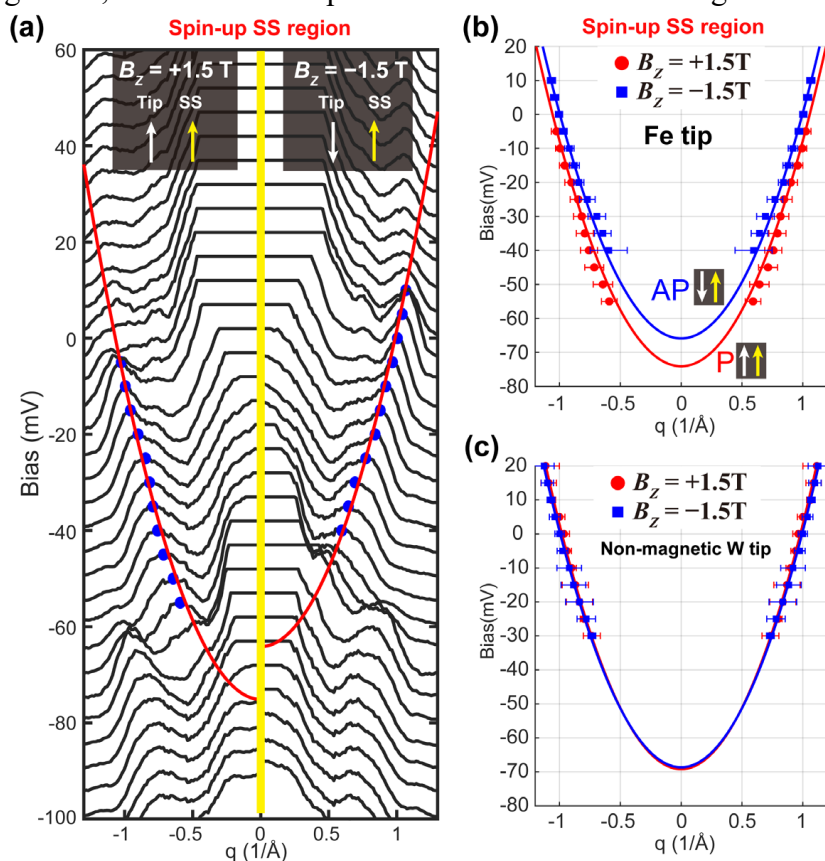 (a)
Spin-up SS region
B_Z = +1.5 T
Tip SS
B_Z = −1.5 T
Tip SS
Bias (mV)
60
40
20
0
-20
-40
-60
-80
-100
-1 -0.5 0 0.5 1
q (1/Å)
(b)
Spin-up SS region
B_Z = +1.5T
B_Z = −1.5T
Fe tip
AP
P
Bias(mV)
20
10
0
-10
-20
-30
-40
-50
-60
-70
-80
-1 -0.5 0 0.5 1
q (1/Å)
(c)
B_Z = +1.5T
B_Z = −1.5T
Non-magnetic W tip
Bias(mV)
20
10
0
-10
-20
-30
-40
-50
-60
-70
-80
-1 -0.5 0 0.5 1
q (1/Å)